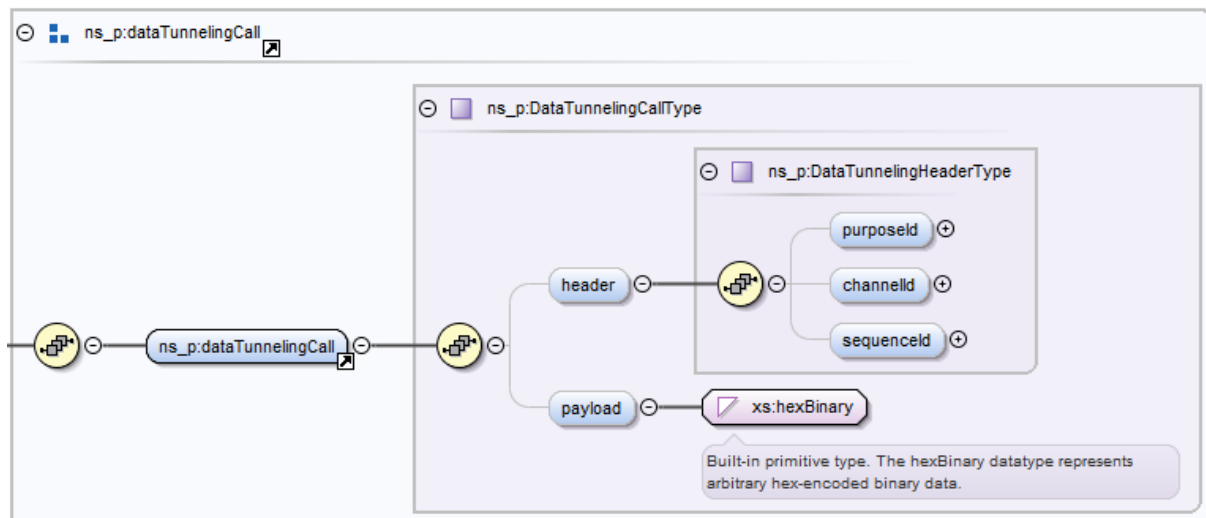 ns_p:dataTunnelingCall
ns_p:DataTunnelingCallType
ns_p:DataTunnelingHeaderType
purposeId
header
channelId
ns_p:dataTunnelingCall
sequenceId
payload
xs:hexBinary
Built-in primitive type. The hexBinary datatype represents
arbitrary hex-encoded binary data.